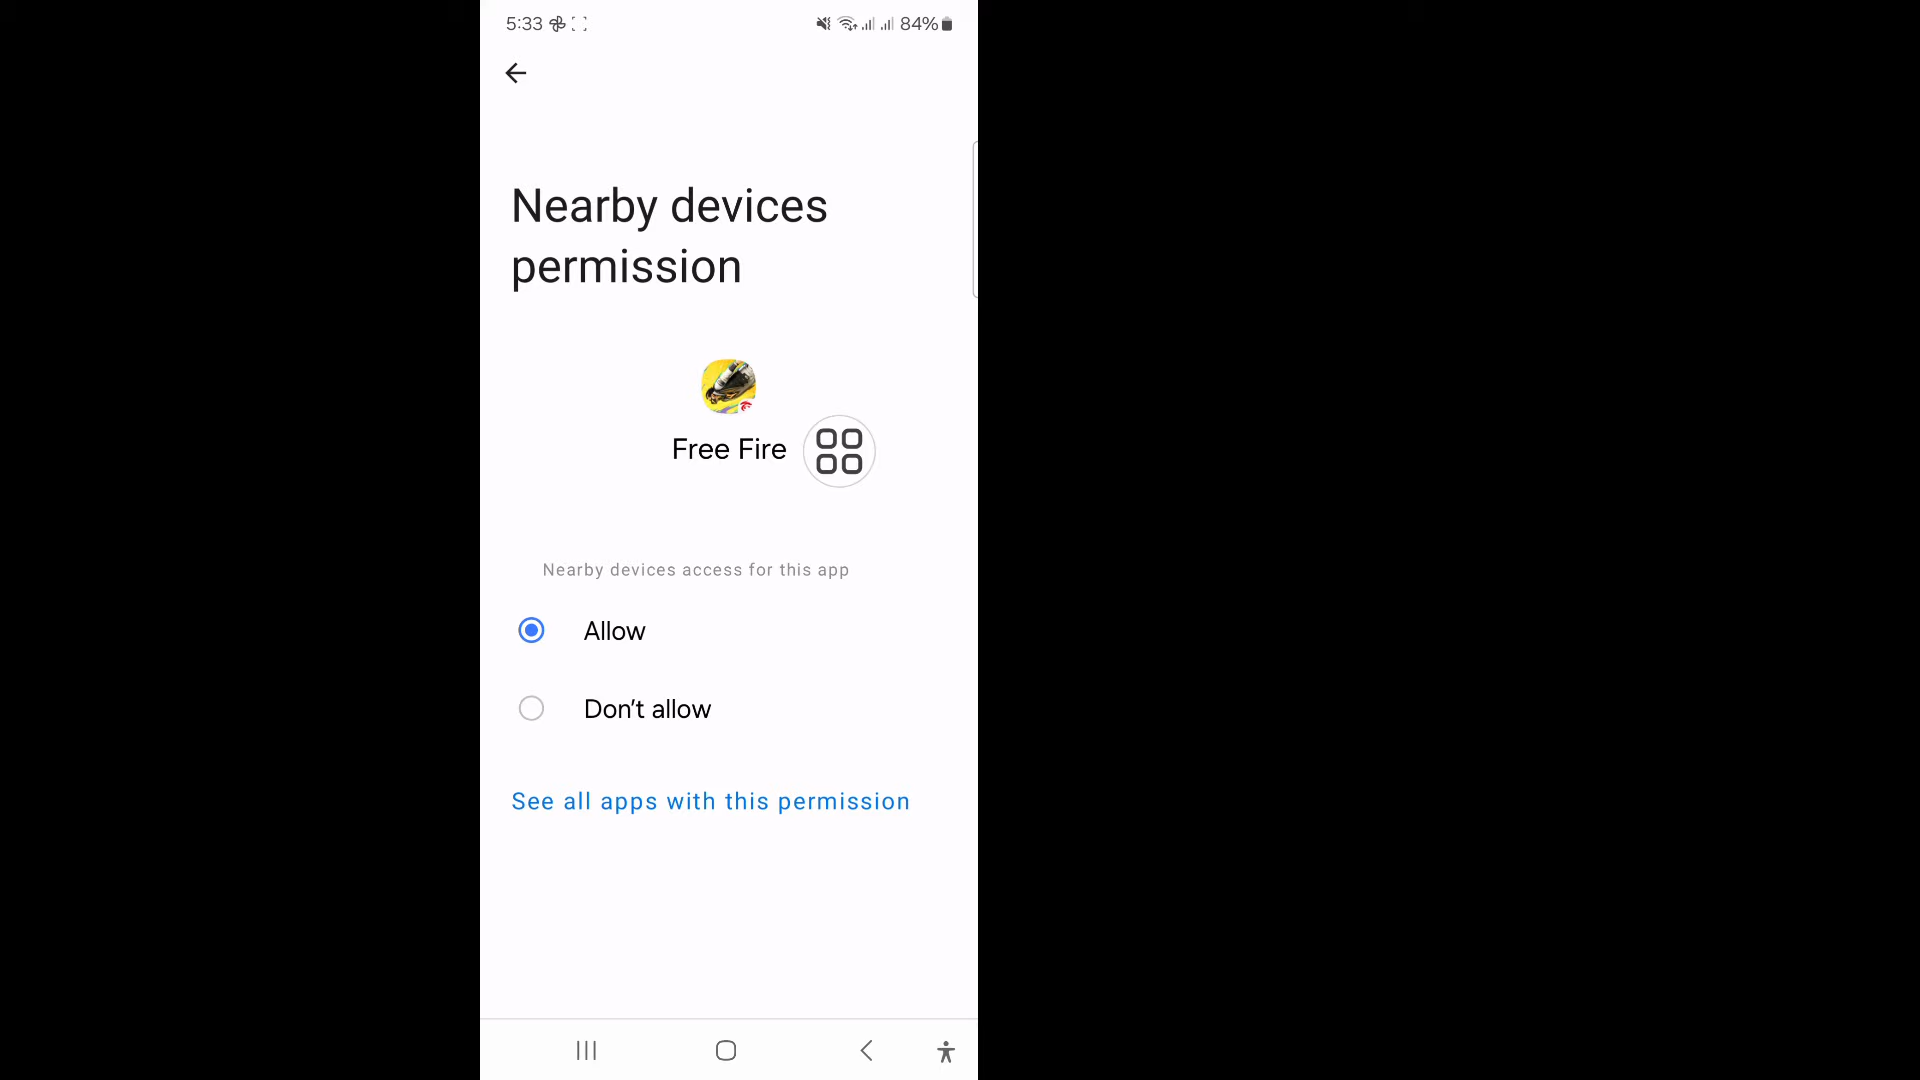 5:33 84%
Nearby devices
permission
Free Fire
Nearby devices access for this app
Allow
Don't allow
See all apps with this permission